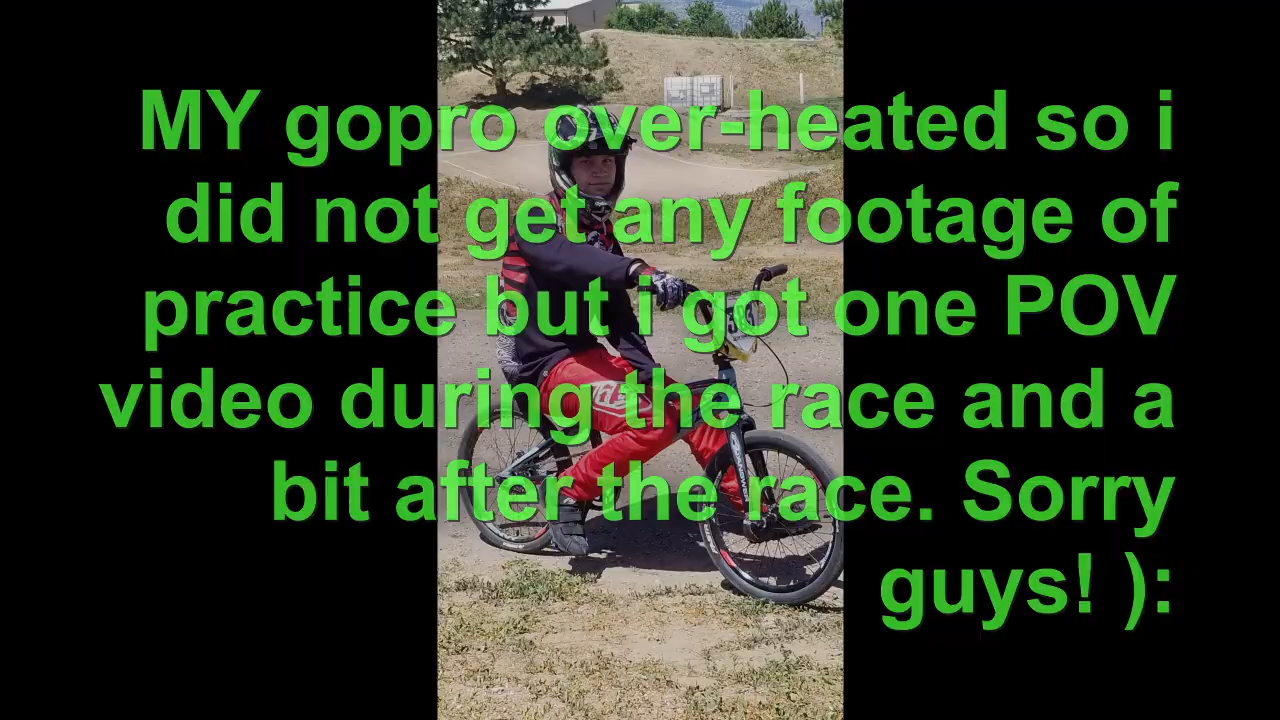 MY gopro over-heated so i
did not get any footage of
practice but i got one POV
video during the race and a
bit after the race. Sorry
guys! ):
ANSWER